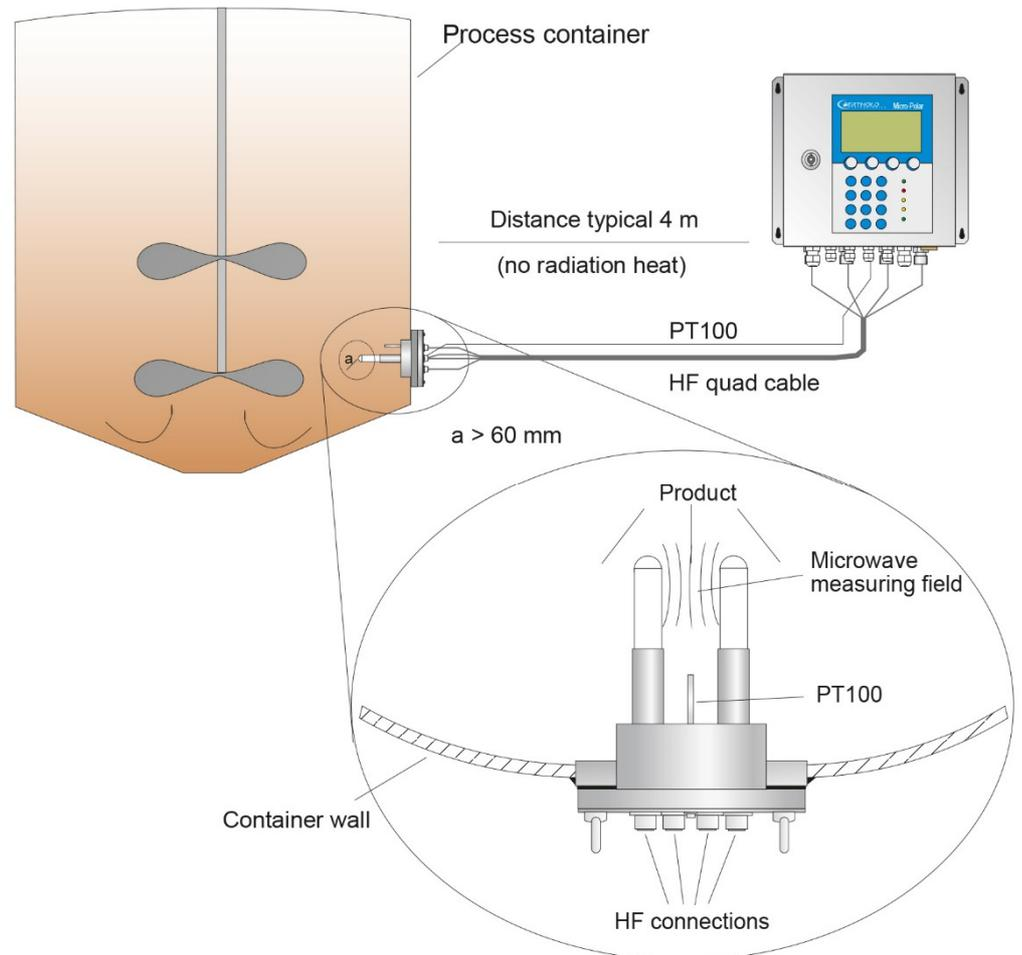 Process container
BERTHOLD
Micro-Polar
Distance typical 4 m
(no radiation heat)
PT100
a
HF quad cable
a > 60 mm
Product
Microwave
measuring field
PT100
Container wall
HF connections